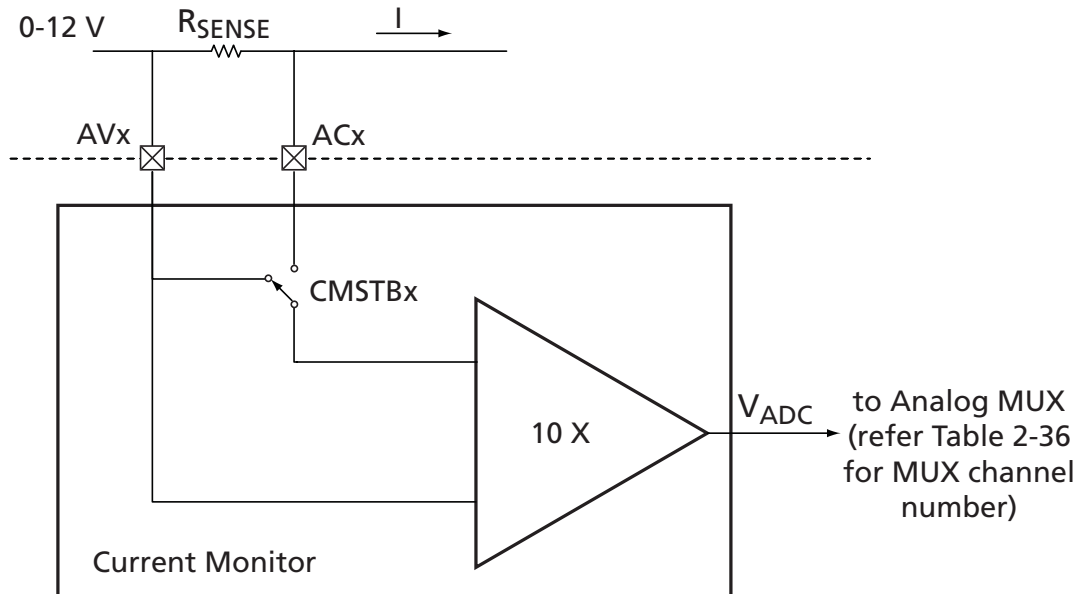 0-12 V
RSENSE
I
AVx
ACx
CMSTBx
10 X
VADC
to Analog MUX
(refer Table 2-36
for MUX channel
number)
Current Monitor